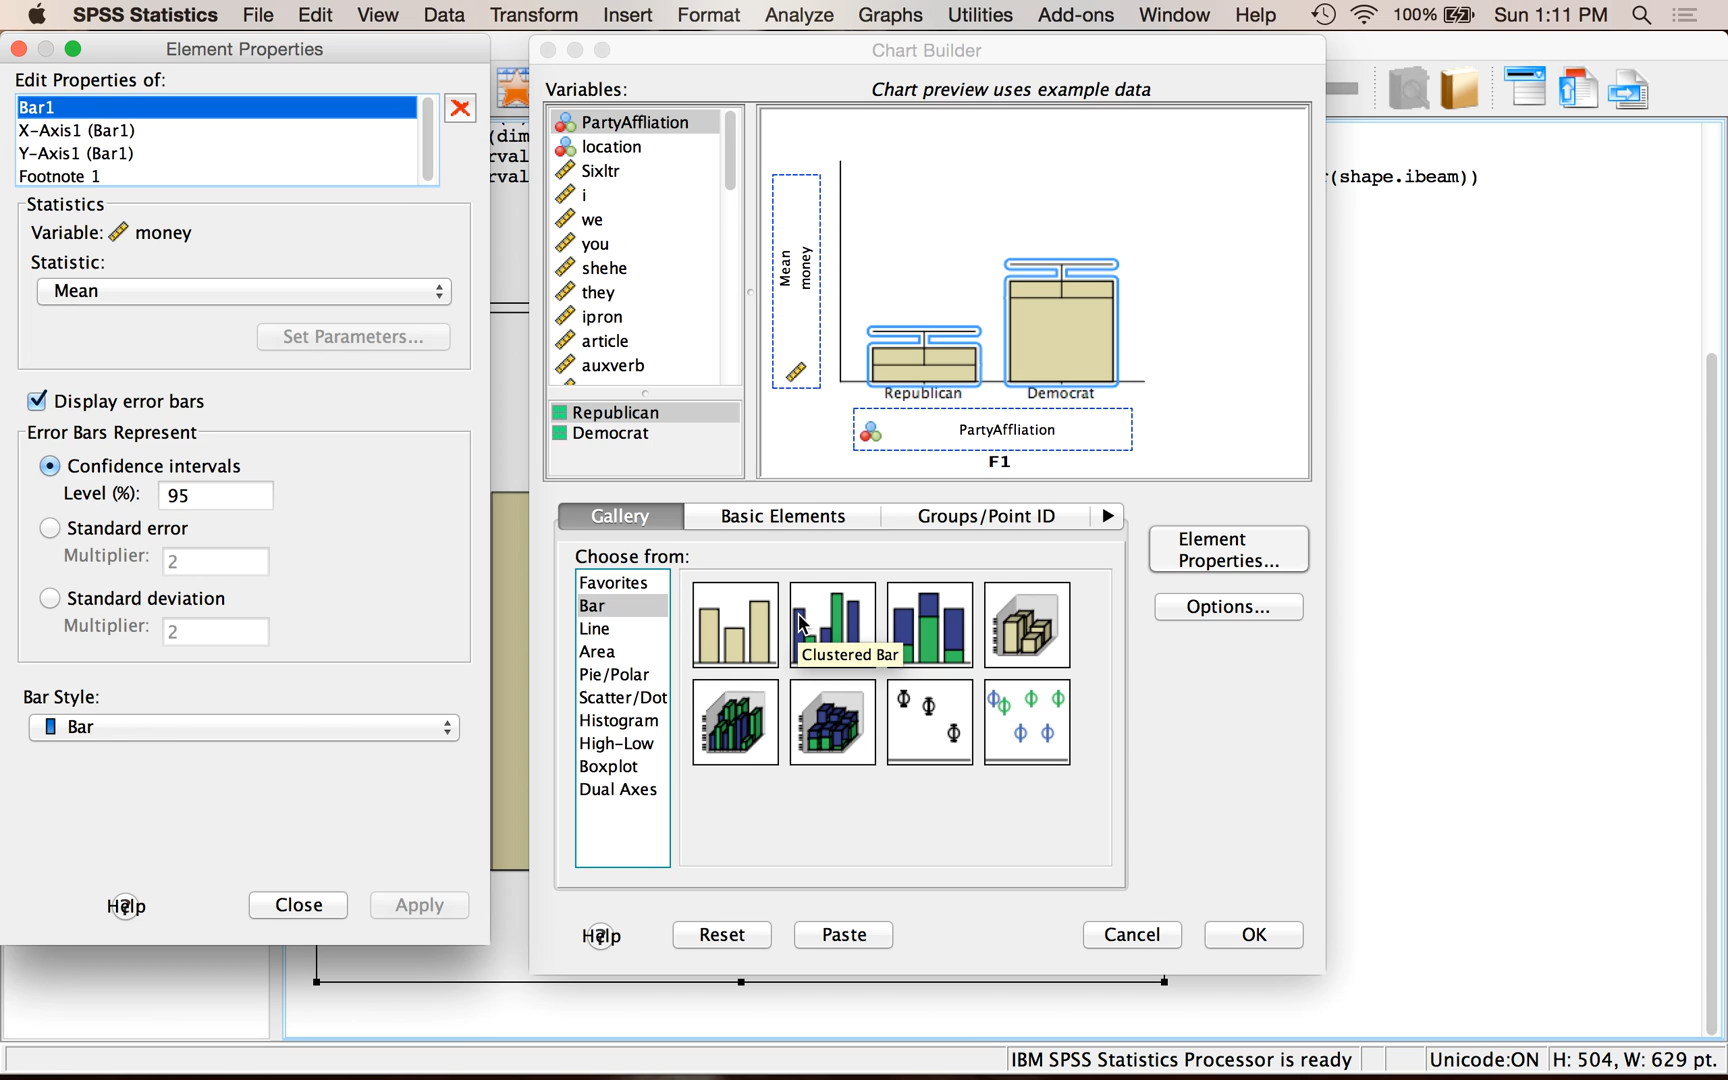 SPSS Statistics File Edit View Data Transform Insert Format Analyze Graphs Utilities Add-ons Window Help 100% Sun 1:11 PM
Element Properties
Edit Properties of:
Bar1
X-Axis1 (Bar1)
Y-Axis1 (Bar1)
Footnote 1
Statistics
Variable: money
Statistic:
Mean
Set Parameters...
Display error bars
Error Bars Represent
Confidence intervals
Level (%): 95
Standard error
Multiplier: 2
Standard deviation
Multiplier: 2
Bar Style:
Bar
Help
Close
Apply
(dim
rval
rval
Chart Builder
Variables:
Chart preview uses example data
PartyAffliation
location
Sixltr
i
we
you
shehe
they
ipron
article
auxverb
Republican
Democrat
Mean
money
Republican Democrat
PartyAffliation
F1
Gallery Basic Elements Groups/Point ID
Choose from:
Favorites
Bar
Line
Area
Pie/Polar
Scatter/Dot
Histogram
High-Low
Boxplot
Dual Axes
Clustered Bar
Element
Properties...
Options...
Help
Reset
Paste
Cancel
OK
(shape.ibeam))
IBM SPSS Statistics Processor is ready Unicode:ON H: 504, W: 629 pt.